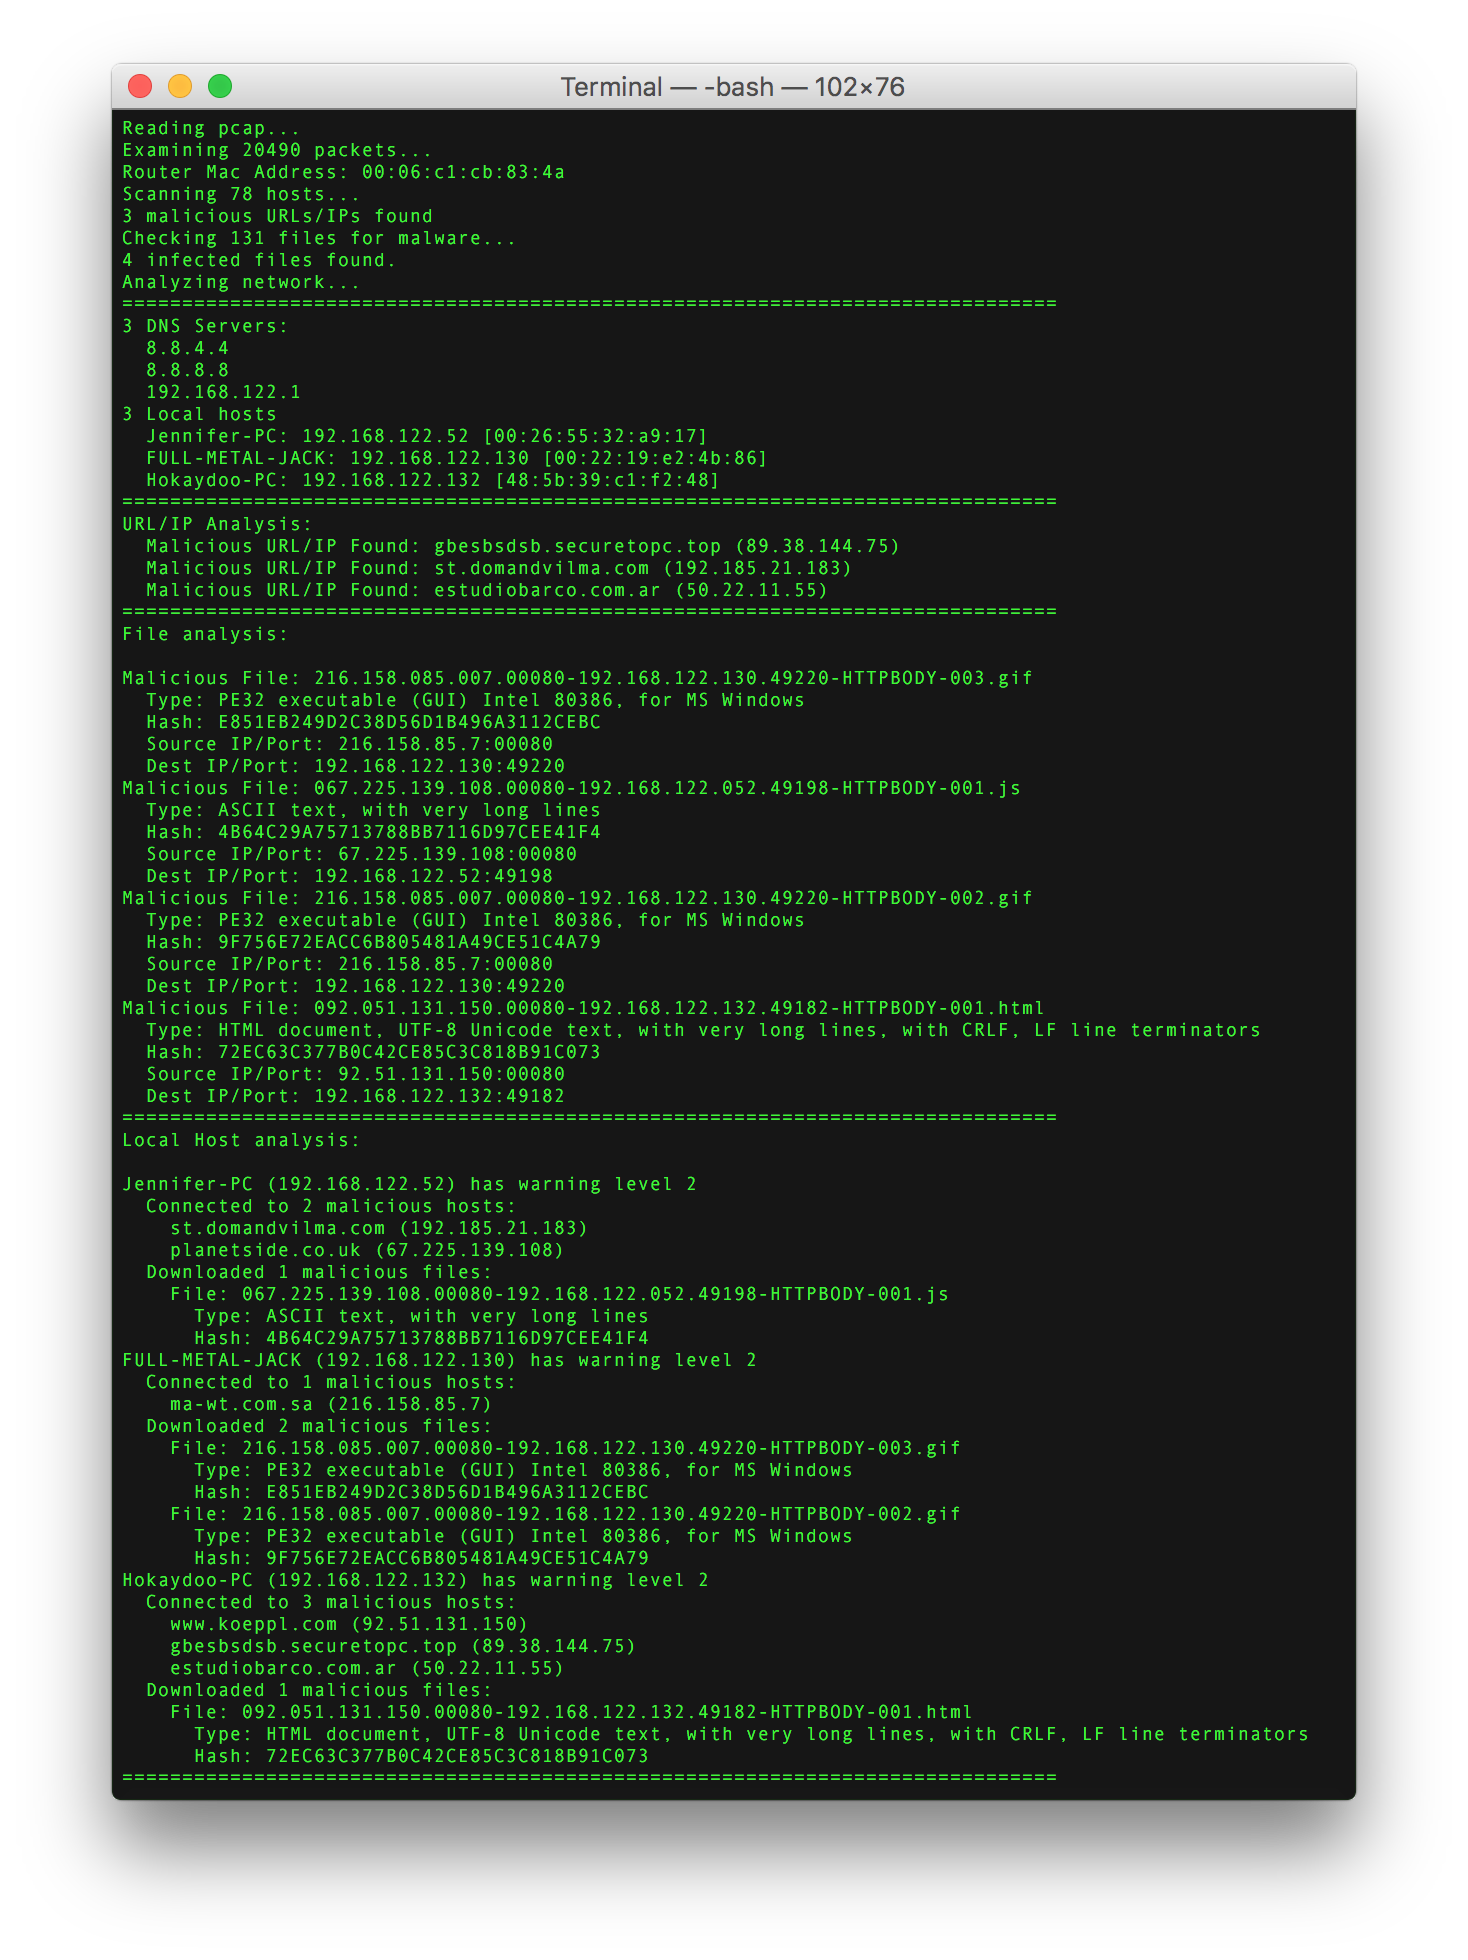 Terminal — -bash — 102×76
Reading pcap...
Examining 20490 packets...
Router Mac Address: 00:06:c1:cb:83:4a
Scanning 78 hosts...
3 malicious URLs/IPs found
Checking 131 files for malware...
4 infected files found.
Analyzing network...
==============================================================================
3 DNS Servers:
  8.8.4.4
  8.8.8.8
  192.168.122.1
3 Local hosts
  Jennifer-PC: 192.168.122.52 [00:26:55:32:a9:17]
  FULL-METAL-JACK: 192.168.122.130 [00:22:19:e2:4b:86]
  Hokaydoo-PC: 192.168.122.132 [48:5b:39:c1:f2:48]
==============================================================================
URL/IP Analysis:
  Malicious URL/IP Found: gbesbsdsb.securetopc.top (89.38.144.75)
  Malicious URL/IP Found: st.domandvilma.com (192.185.21.183)
  Malicious URL/IP Found: estudiobarco.com.ar (50.22.11.55)
==============================================================================
File analysis:

Malicious File: 216.158.085.007.00080-192.168.122.130.49220-HTTPBODY-003.gif
  Type: PE32 executable (GUI) Intel 80386, for MS Windows
  Hash: E851EB249D2C38D56D1B496A3112CEBC
  Source IP/Port: 216.158.85.7:00080
  Dest IP/Port: 192.168.122.130:49220
Malicious File: 067.225.139.108.00080-192.168.122.052.49198-HTTPBODY-001.js
  Type: ASCII text, with very long lines
  Hash: 4B64C29A75713788BB7116D97CEE41F4
  Source IP/Port: 67.225.139.108:00080
  Dest IP/Port: 192.168.122.52:49198
Malicious File: 216.158.085.007.00080-192.168.122.130.49220-HTTPBODY-002.gif
  Type: PE32 executable (GUI) Intel 80386, for MS Windows
  Hash: 9F756E72EACC6B805481A49CE51C4A79
  Source IP/Port: 216.158.85.7:00080
  Dest IP/Port: 192.168.122.130:49220
Malicious File: 092.051.131.150.00080-192.168.122.132.49182-HTTPBODY-001.html
  Type: HTML document, UTF-8 Unicode text, with very long lines, with CRLF, LF line terminators
  Hash: 72EC63C377B0C42CE85C3C818B91C073
  Source IP/Port: 92.51.131.150:00080
  Dest IP/Port: 192.168.122.132:49182
==============================================================================
Local Host analysis:

Jennifer-PC (192.168.122.52) has warning level 2
  Connected to 2 malicious hosts:
    st.domandvilma.com (192.185.21.183)
    planetside.co.uk (67.225.139.108)
  Downloaded 1 malicious files:
    File: 067.225.139.108.00080-192.168.122.052.49198-HTTPBODY-001.js
      Type: ASCII text, with very long lines
      Hash: 4B64C29A75713788BB7116D97CEE41F4
FULL-METAL-JACK (192.168.122.130) has warning level 2
  Connected to 1 malicious hosts:
    ma-wt.com.sa (216.158.85.7)
  Downloaded 2 malicious files:
    File: 216.158.085.007.00080-192.168.122.130.49220-HTTPBODY-003.gif
      Type: PE32 executable (GUI) Intel 80386, for MS Windows
      Hash: E851EB249D2C38D56D1B496A3112CEBC
    File: 216.158.085.007.00080-192.168.122.130.49220-HTTPBODY-002.gif
      Type: PE32 executable (GUI) Intel 80386, for MS Windows
      Hash: 9F756E72EACC6B805481A49CE51C4A79
Hokaydoo-PC (192.168.122.132) has warning level 2
  Connected to 3 malicious hosts:
    www.koeppl.com (92.51.131.150)
    gbesbsdsb.securetopc.top (89.38.144.75)
    estudiobarco.com.ar (50.22.11.55)
  Downloaded 1 malicious files:
    File: 092.051.131.150.00080-192.168.122.132.49182-HTTPBODY-001.html
      Type: HTML document, UTF-8 Unicode text, with very long lines, with CRLF, LF line terminators
      Hash: 72EC63C377B0C42CE85C3C818B91C073
==============================================================================